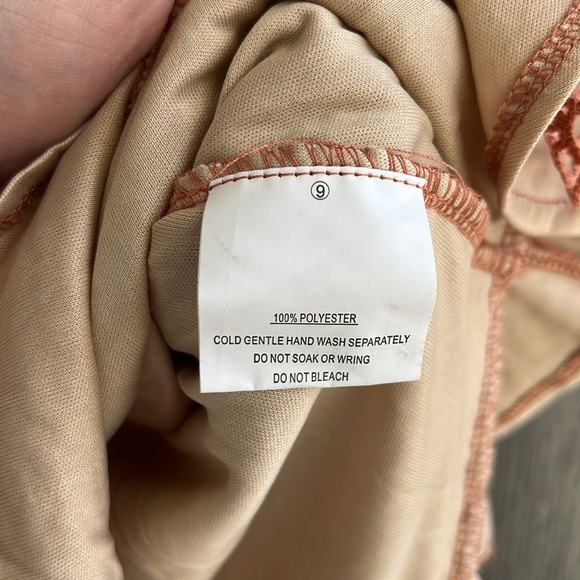 ⑨
100% POLYESTER
COLD GENTLE HAND WASH SEPARATELY
DO NOT SOAK OR WRING
DO NOT BLEACH